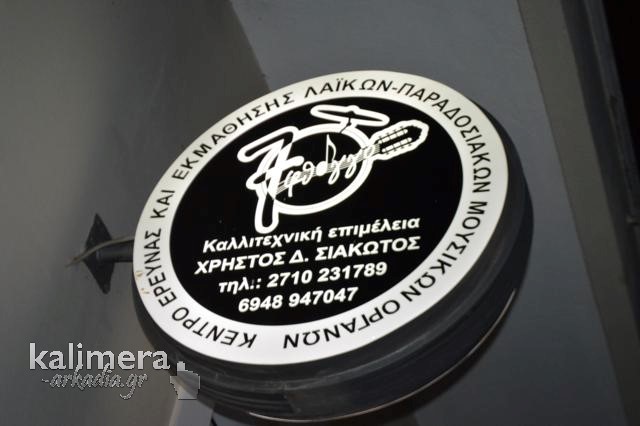 ΚΕΝΤΡΟ ΕΡΕΥΝΑΣ ΚΑΙ ΕΚΜΑΘΗΣΗΣ ΛΑΪΚΩΝ-ΠΑΡΑΔΟΣΙΑΚΩΝ ΜΟΥΣΙΚΩΝ ΟΡΓΑΝΩΝ
Καλλιτεχνική επιμέλεια
ΧΡΗΣΤΟΣ Δ. ΣΙΑΚΩΤΟΣ
τηλ.: 2710 231789
6948 947047
kalimera
-arkadia.gr